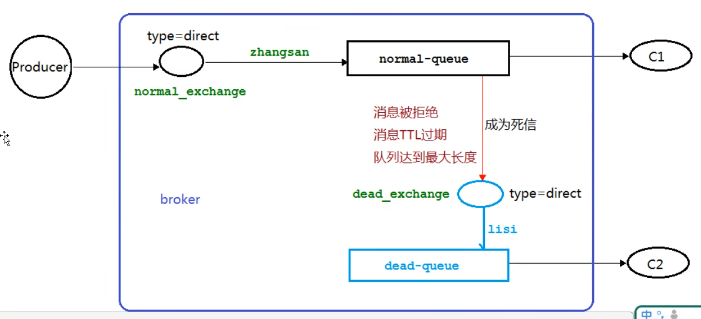 type=direct
zhangsan
Producer
normal-queue
C1
normal_exchange
消息被拒绝
消息TTL过期
成为死信
队列达到最大长度
dead_exchange
type=direct
broker
lisi
dead-queue
C2
中